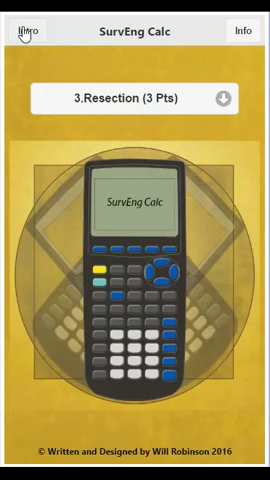 Intro
SurvEng Calc
Info
3.Resection (3 Pts)
SurvEng Calc
© Written and Designed by Will Robinson 2016